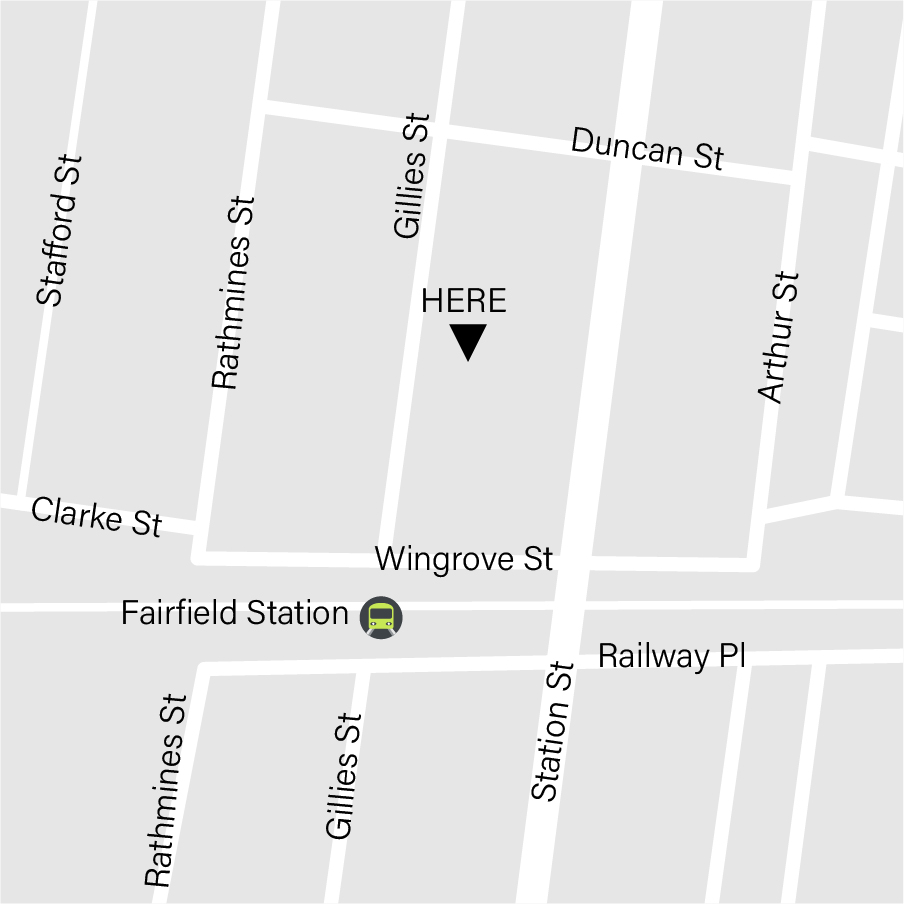 Duncan St
Gillies St
Stafford St
Rathmines St
HERE
Arthur St
Clarke St
Wingrove St
Fairfield Station
Railway Pl
Station St
Rathmines St
Gillies St